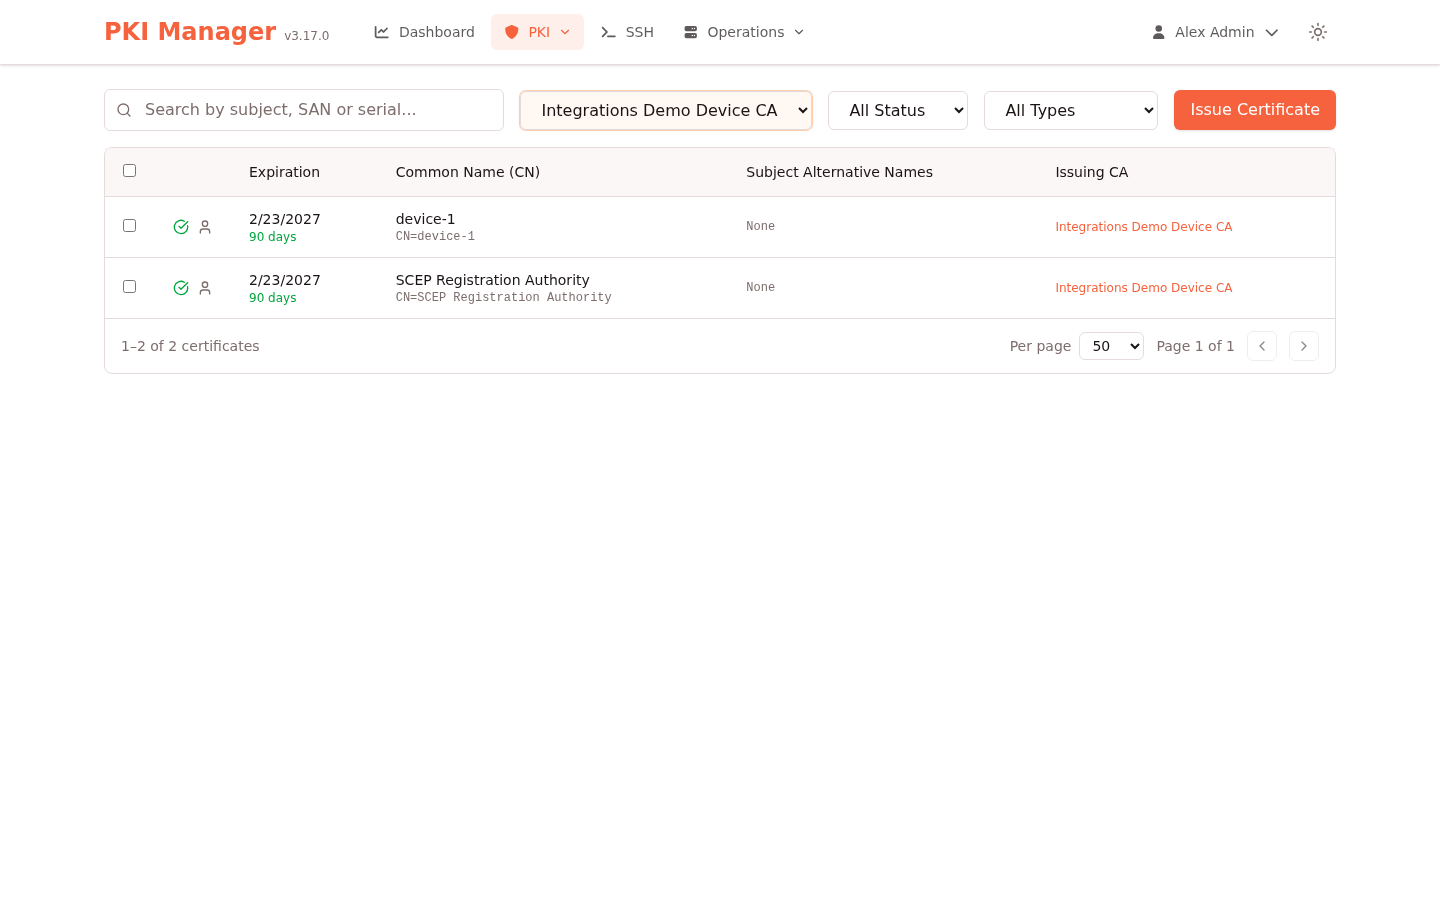 PKI Manager v3.17.0 Dashboard PKI SSH Operations Alex Admin
Search by subject, SAN or serial... Integrations Demo Device CA All Status All Types Issue Certificate
Expiration Common Name (CN) Subject Alternative Names Issuing CA
2/23/2027 device-1
90 days CN=device-1 None Integrations Demo Device CA
2/23/2027 SCEP Registration Authority
90 days CN=SCEP Registration Authority None Integrations Demo Device CA
1–2 of 2 certificates Per page 50 Page 1 of 1